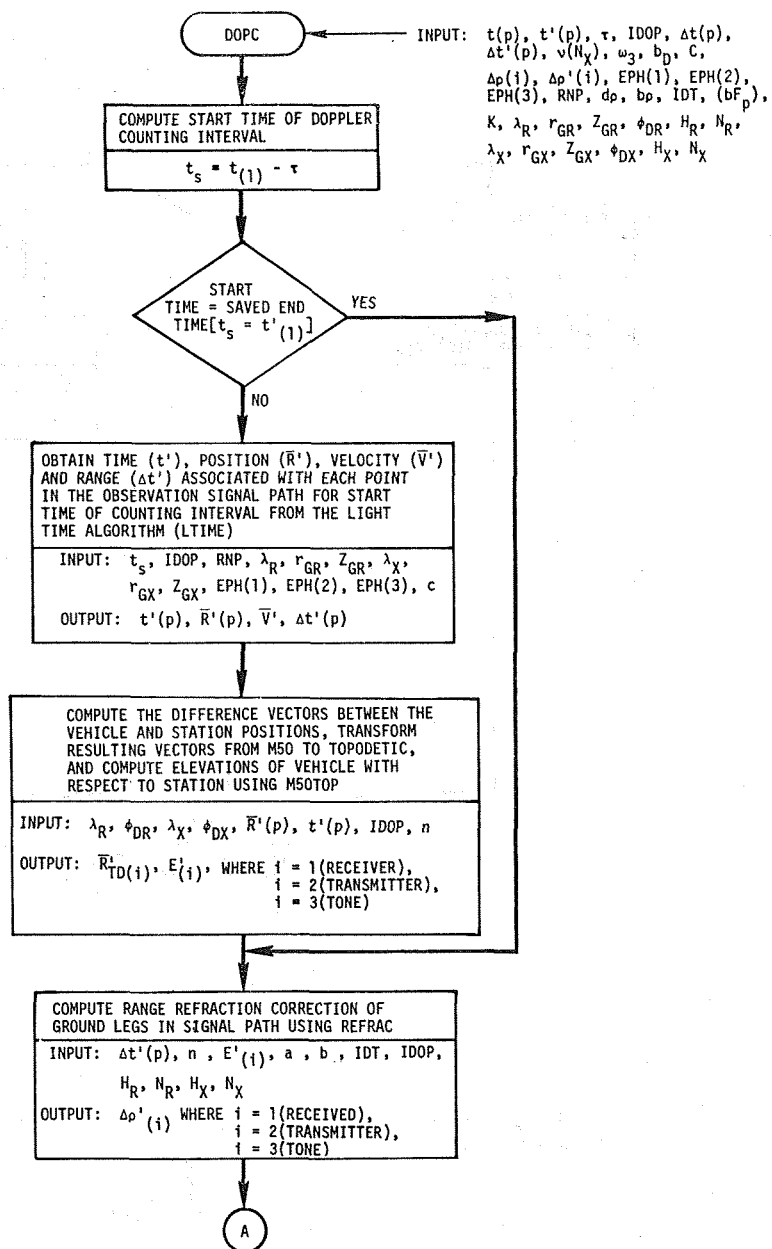 DOPC
INPUT: t(p), t'(p), τ, IDOP, Δt(p),
Δt'(p), ν(N_X), ω₃, b_D, C,
Δρ(i), Δρ'(i), EPH(1), EPH(2),
EPH(3), RNP, dρ, bρ, IDT, (bF_p),
K, λ_R, r_GR, Z_GR, φ_DR, H_R, N_R,
λ_X, r_GX, Z_GX, φ_DX, H_X, N_X
COMPUTE START TIME OF DOPPLER
COUNTING INTERVAL
t_s = t_(1) - τ
START
TIME = SAVED END
TIME[t_s = t'_(1)]
YES
NO
OBTAIN TIME (t'), POSITION (R̄'), VELOCITY (V̄')
AND RANGE (Δt') ASSOCIATED WITH EACH POINT
IN THE OBSERVATION SIGNAL PATH FOR START
TIME OF COUNTING INTERVAL FROM THE LIGHT
TIME ALGORITHM (LTIME)
INPUT: t_s, IDOP, RNP, λ_R, r_GR, Z_GR, λ_X,
r_GX, Z_GX, EPH(1), EPH(2), EPH(3), c
OUTPUT: t'(p), R̄'(p), V̄', Δt'(p)
COMPUTE THE DIFFERENCE VECTORS BETWEEN THE
VEHICLE AND STATION POSITIONS, TRANSFORM
RESULTING VECTORS FROM M50 TO TOPODETIC,
AND COMPUTE ELEVATIONS OF VEHICLE WITH
RESPECT TO STATION USING M50TOP
INPUT: λ_R, φ_DR, λ_X, φ_DX, R̄'(p), t'(p), IDOP, n
OUTPUT: R̄'_TD(i), E'_(i), WHERE i = 1(RECEIVER),
i = 2(TRANSMITTER),
i = 3(TONE)
COMPUTE RANGE REFRACTION CORRECTION OF
GROUND LEGS IN SIGNAL PATH USING REFRAC
INPUT: Δt'(p), n , E'_(i), a , b , IDT, IDOP,
H_R, N_R, H_X, N_X
OUTPUT: Δρ'_(i) WHERE i = 1(RECEIVED),
i = 2(TRANSMITTER),
i = 3(TONE)
A